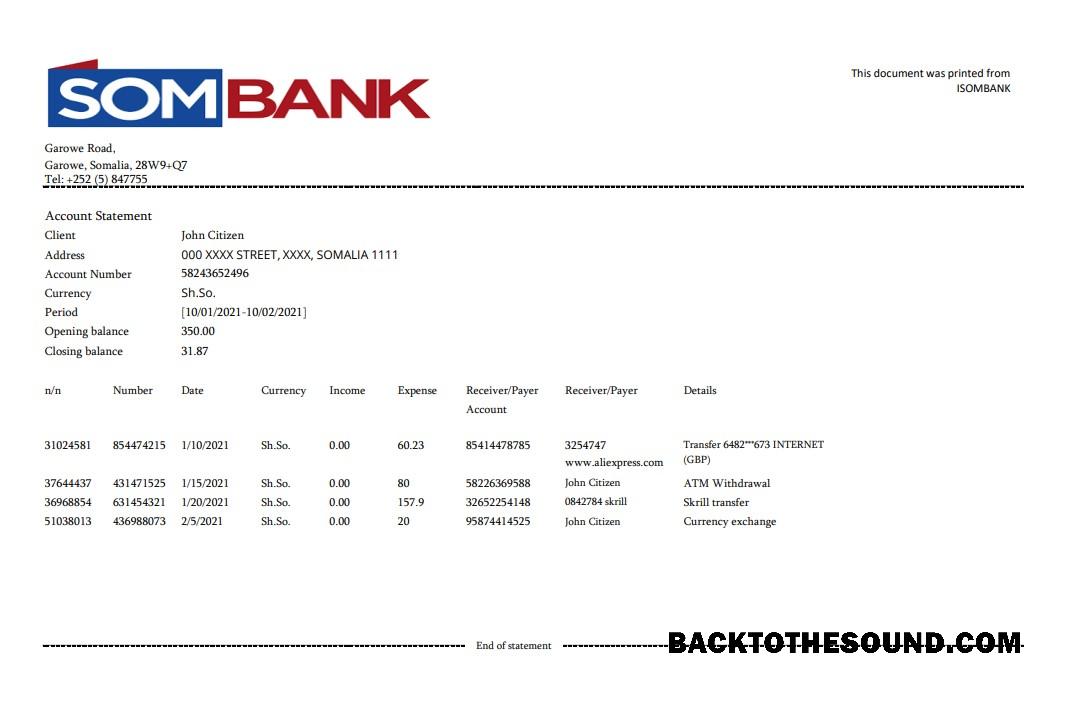 SOMBANK
This document was printed from
ISOMBANK
Garowe Road,
Garowe, Somalia, 28W9+Q7
Tel: +252 (5) 847755
Account Statement
Client John Citizen
Address 000 XXXX STREET, XXXX, SOMALIA 1111
Account Number 58243652496
Currency Sh.So.
Period [10/01/2021-10/02/2021]
Opening balance 350.00
Closing balance 31.87
n/n Number Date Currency Income Expense Receiver/Payer Receiver/Payer Details
Account
31024581 854474215 1/10/2021 Sh.So. 0.00 60.23 85414478785 3254747 Transfer 6482***673 INTERNET
www.aliexpress.com (GBP)
37644437 431471525 1/15/2021 Sh.So. 0.00 80 58226369588 John Citizen ATM Withdrawal
36968854 631454321 1/20/2021 Sh.So. 0.00 157.9 32652254148 0842784 skrill Skrill transfer
51038013 436988073 2/5/2021 Sh.So. 0.00 20 95874414525 John Citizen Currency exchange
End of statement
BACKTOTHESOUND.COM